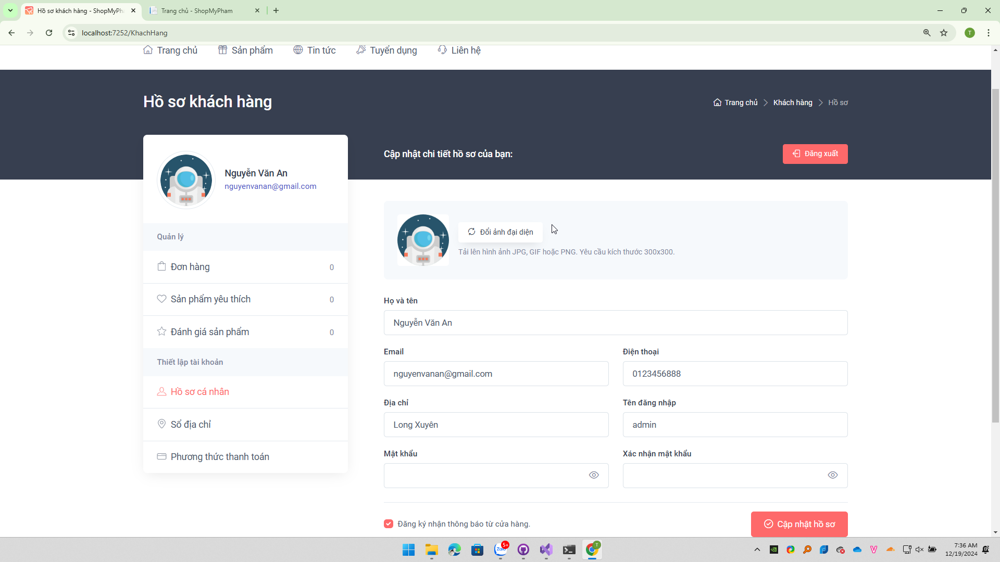 Hồ sơ khách hàng - ShopMyPh
Trang chủ - ShopMyPham
localhost:7252/KhachHang
T
Trang chủ
Sản phẩm
Tin tức
Tuyển dụng
Liên hệ
Hồ sơ khách hàng
Trang chủ
Khách hàng
Hồ sơ
Cập nhật chi tiết hồ sơ của bạn:
Đăng xuất
Nguyễn Văn An
nguyenvanan@gmail.com
Quản lý
Đơn hàng 0
Sản phẩm yêu thích 0
Đánh giá sản phẩm 0
Thiết lập tài khoản
Hồ sơ cá nhân
Sổ địa chỉ
Phương thức thanh toán
Đổi ảnh đại diện
Tải lên hình ảnh JPG, GIF hoặc PNG. Yêu cầu kích thước 300x300.
Họ và tên
Nguyễn Văn An
Email
nguyenvanan@gmail.com
Điện thoại
0123456888
Địa chỉ
Long Xuyên
Tên đăng nhập
admin
Mật khẩu
Xác nhận mật khẩu
Đăng ký nhận thông báo từ cửa hàng.
Cập nhật hồ sơ
Zalo
5+
T
7:36 AM
12/19/2024